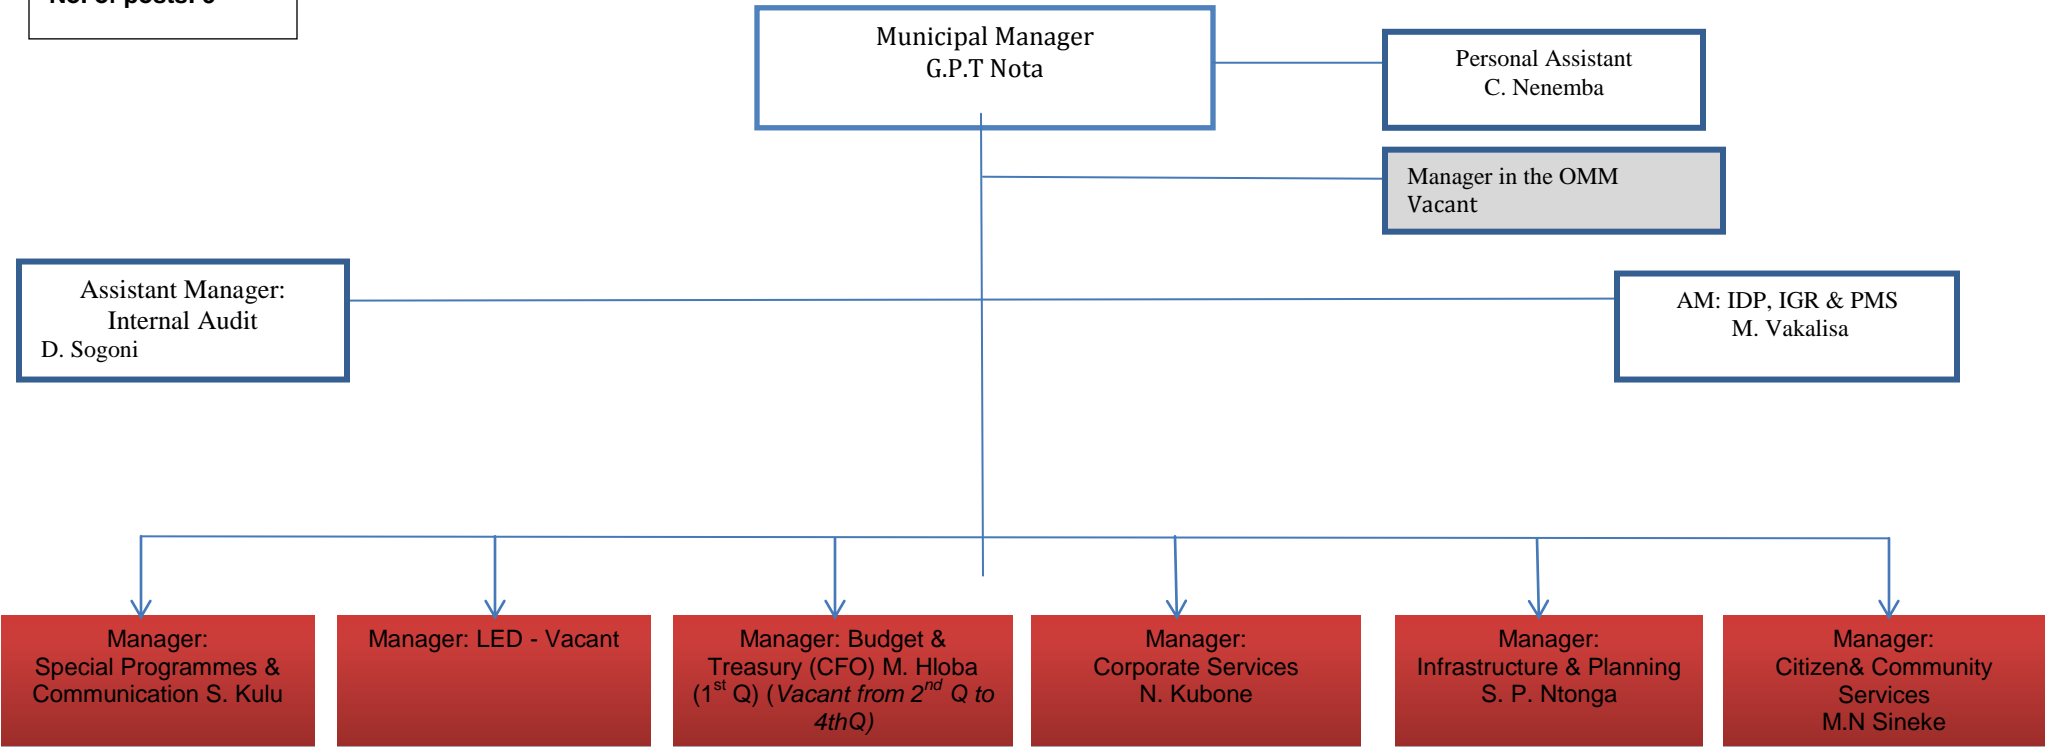 Municipal Manager
G.P.T Nota
Personal Assistant
C. Nenemba
Manager in the OMM
Vacant
Assistant Manager:
Internal Audit
D. Sogoni
AM: IDP, IGR & PMS
M. Vakalisa
Manager:
Special Programmes &
Communication S. Kulu
Manager: LED - Vacant
Manager: Budget &
Treasury (CFO) M. Hloba
(1st Q) (Vacant from 2nd Q to
4thQ)
Manager:
Corporate Services
N. Kubone
Manager:
Infrastructure & Planning
S. P. Ntonga
Manager:
Citizen& Community
Services
M.N Sineke